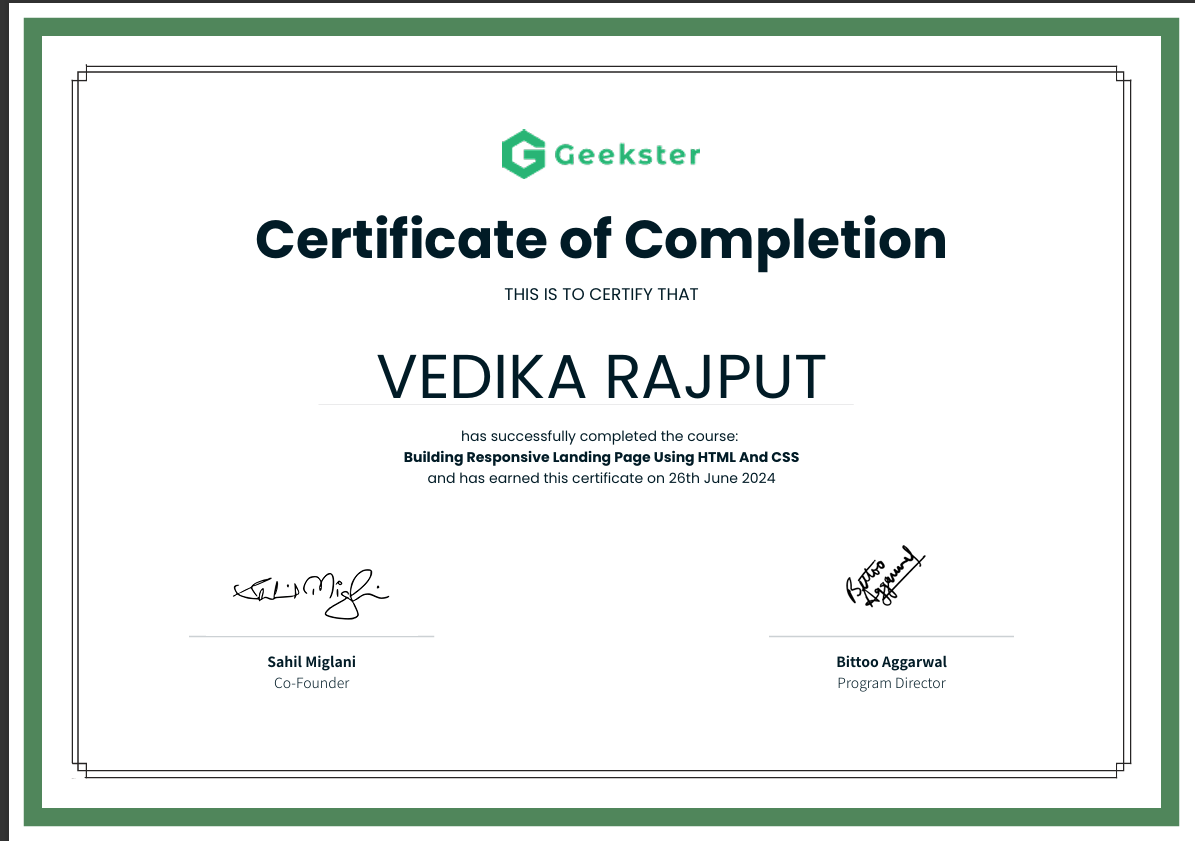 Geekster
Certificate of Completion
THIS IS TO CERTIFY THAT
VEDIKA RAJPUT
has successfully completed the course:
Building Responsive Landing Page Using HTML And CSS
and has earned this certificate on 26th June 2024
Sahil Miglani
Bittoo
Aggarwal
Sahil Miglani
Co-Founder
Bittoo Aggarwal
Program Director